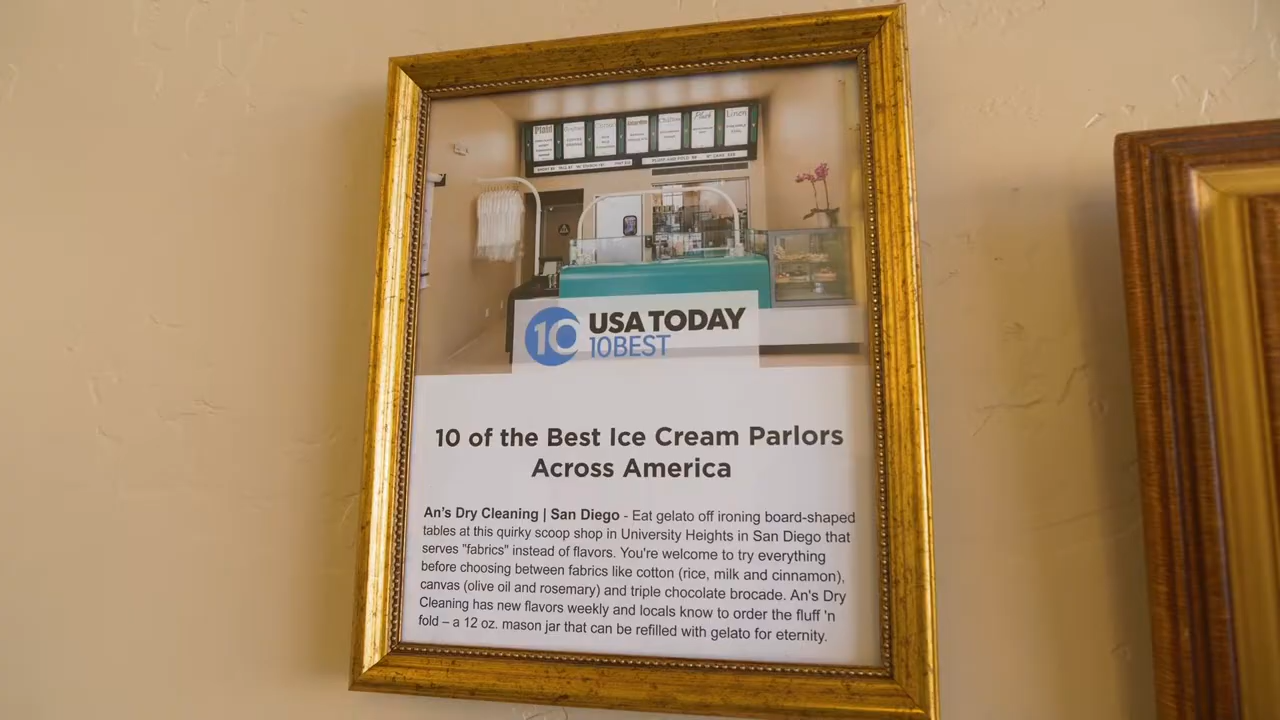 Plaid
Linen
10 USA TODAY
10BEST
10 of the Best Ice Cream Parlors
Across America
An's Dry Cleaning | San Diego - Eat gelato off ironing board-shaped
tables at this quirky scoop shop in University Heights in San Diego that
serves "fabrics" instead of flavors. You're welcome to try everything
before choosing between fabrics like cotton (rice, milk and cinnamon),
canvas (olive oil and rosemary) and triple chocolate brocade. An's Dry
Cleaning has new flavors weekly and locals know to order the fluff 'n
fold – a 12 oz. mason jar that can be refilled with gelato for eternity.